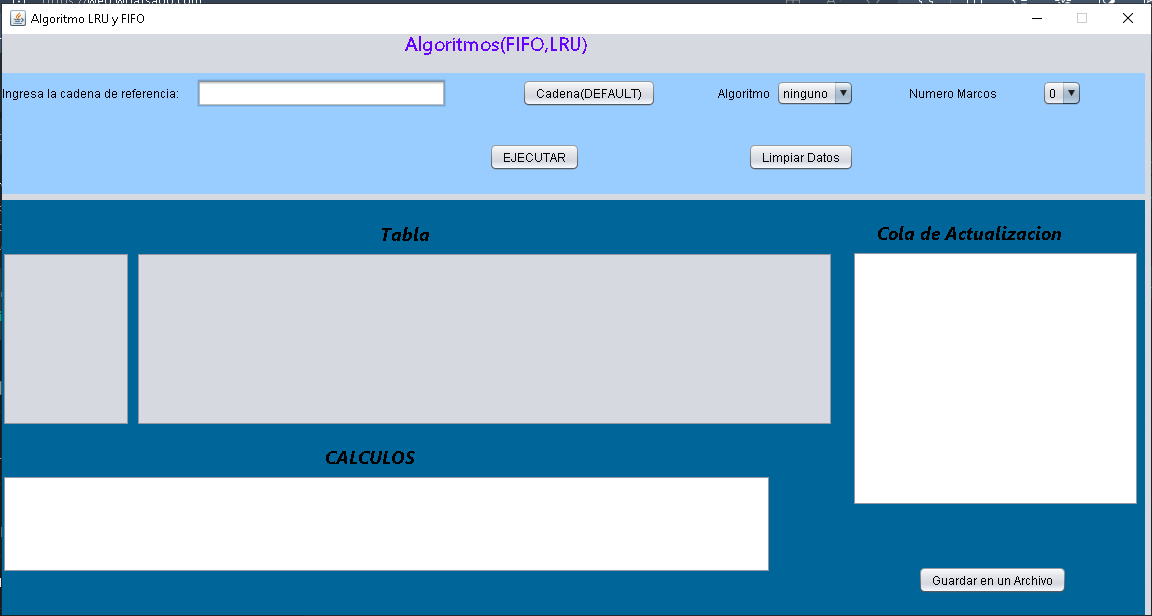 Algoritmo LRU y FIFO
Algoritmos(FIFO,LRU)
Ingresa la cadena de referencia:
Cadena(DEFAULT)
Algoritmo
ninguno
Numero Marcos
0
EJECUTAR
Limpiar Datos
Tabla
Cola de Actualizacion
CALCULOS
Guardar en un Archivo